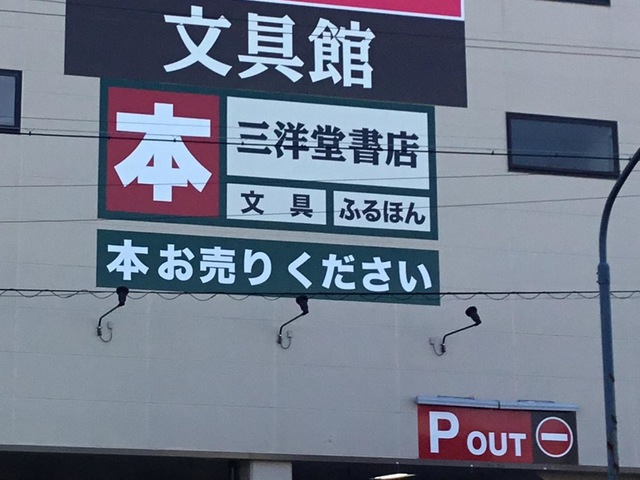 文具館
本
三洋堂書店
文具
ふるほん
本お売りください
P OUT